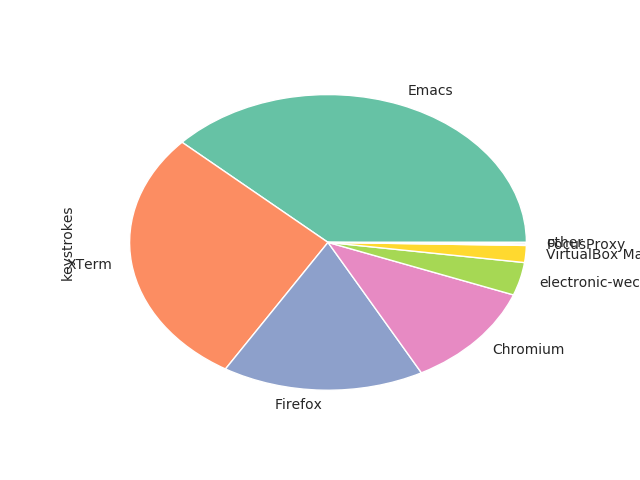 Emacs
keystrokes
XTerm
other
FocusProxy
VirtualBox Ma
electronic-wec
Chromium
Firefox